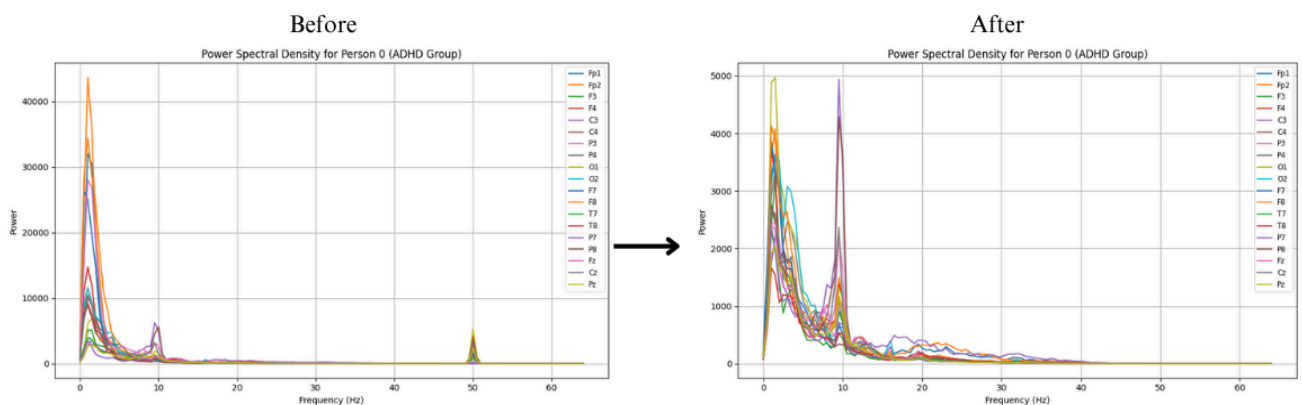 Before
Power Spectral Density for Person 0 (ADHD Group)
40000
30000
20000
10000
0
Power
0 10 20 30 40 50 60
Frequency (Hz)
Fp1
Fp2
F3
F4
C3
C4
P3
P4
O1
O2
F7
F8
T7
T8
P7
P8
Fz
Cz
Pz
After
Power Spectral Density for Person 0 (ADHD Group)
5000
4000
3000
2000
1000
0
Power
0 10 20 30 40 50 60
Frequency (Hz)
Fp1
Fp2
F3
F4
C3
C4
P3
P4
O1
O2
F7
F8
T7
T8
P7
P8
Fz
Cz
Pz